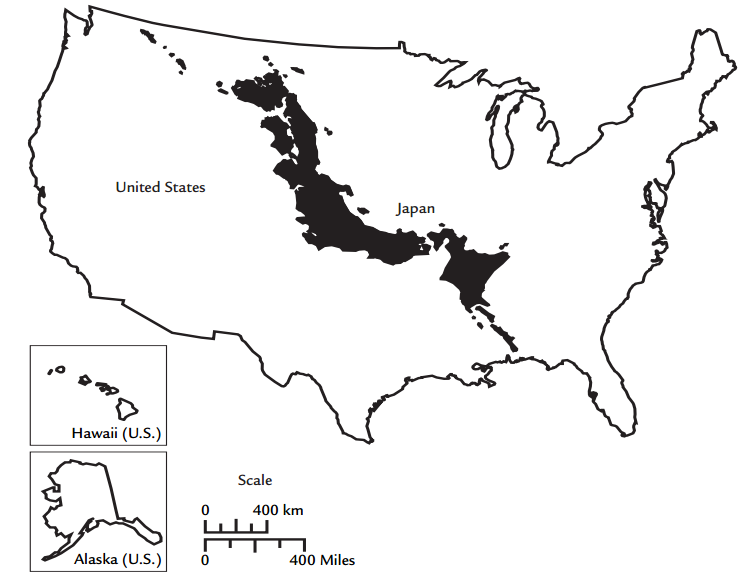 United States
Japan
Hawaii (U.S.)
Alaska (U.S.)
Scale
0 400 km
0 400 Miles